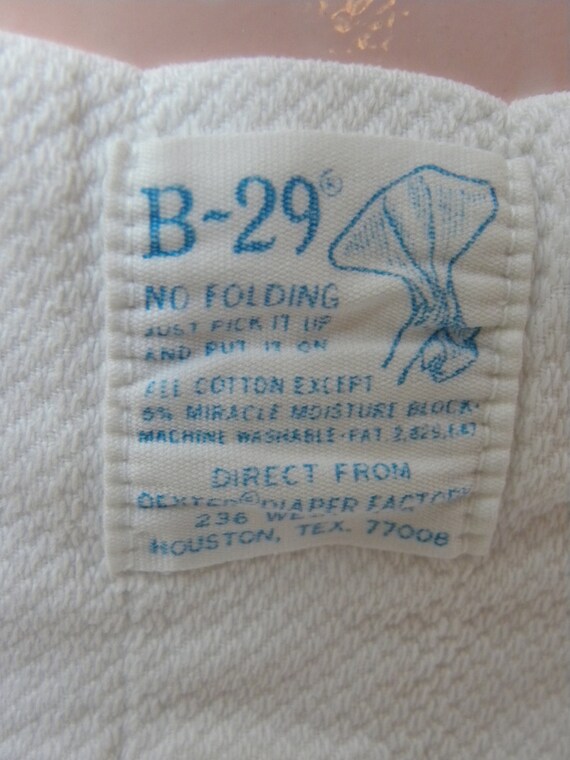 B-29®
NO FOLDING
JUST PICK IT UP
AND PUT IT ON
ALL COTTON EXCEPT
5% MIRACLE MOISTURE BLOCK-
MACHINE WASHABLE-PAT
DIRECT FROM
DEXTER© DIAPER FACTORY
236
HOUSTON, TEX. 77008